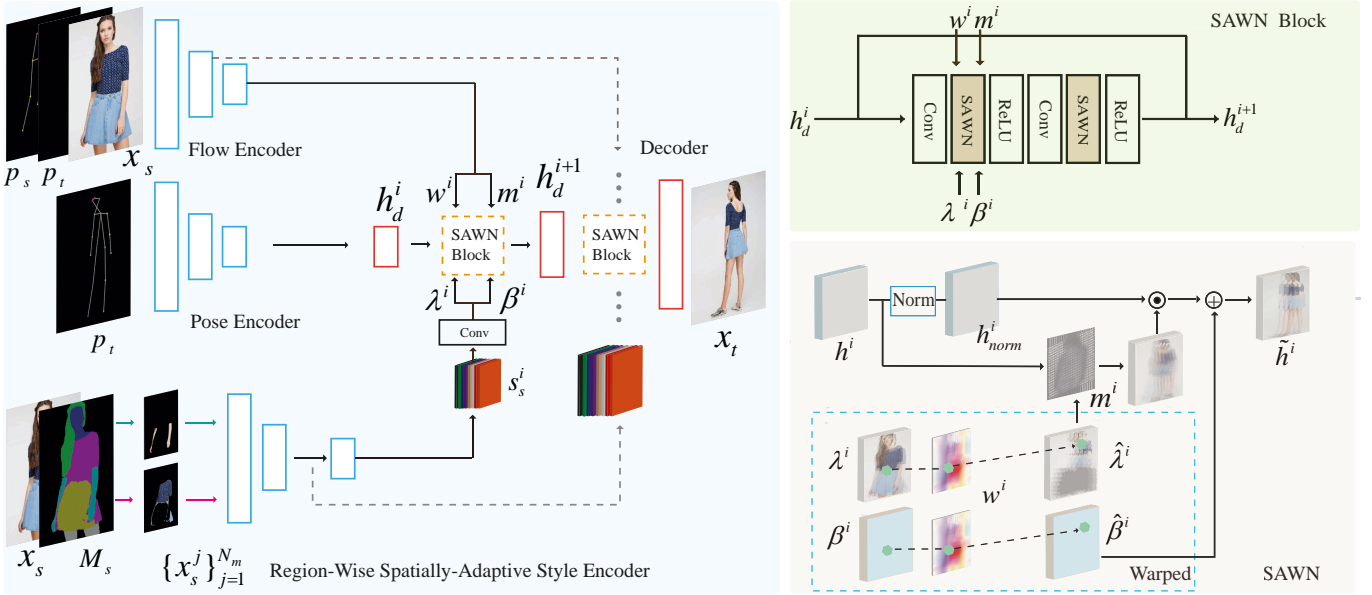 p_s
p_t
x_s
Flow Encoder
p_t
Pose Encoder
h_d^i
w^i
m^i
SAWN
Block
λ^i
β^i
Conv
s_s^i
h_d^{i+1}
SAWN
Block
Decoder
x_t
x_s
M_s
{x_s^j}_{j=1}^{N_m}
Region-Wise Spatially-Adaptive Style Encoder
SAWN Block
w^i m^i
h_d^i
Conv
SAWN
ReLU
Conv
SAWN
ReLU
h_d^{i+1}
λ^i β^i
h^i
Norm
h_{norm}^i
m^i
h̃^i
λ^i
w^i
λ̂^i
β^i
β̂^i
Warped
SAWN